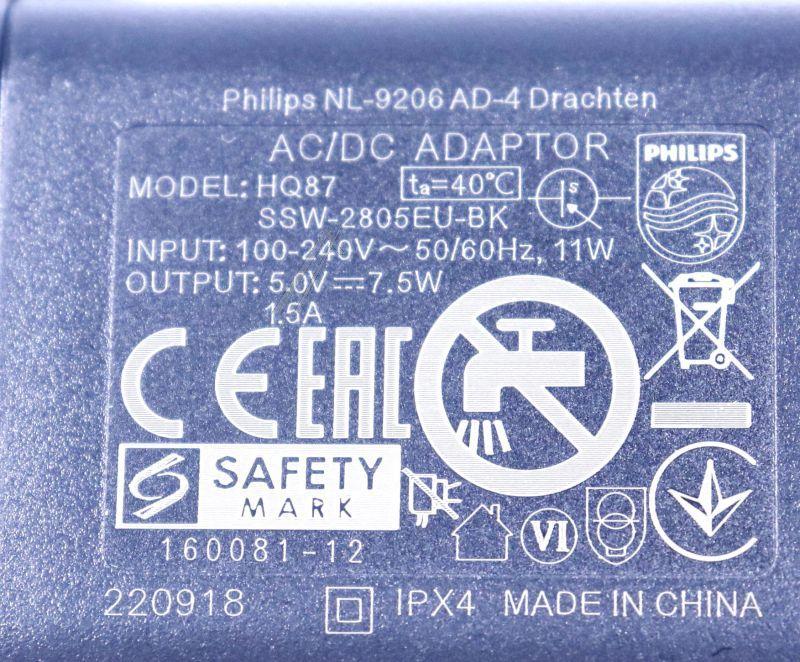 Philips NL-9206 AD-4 Drachten
AC/DC ADAPTOR
PHILIPS
MODEL: HQ87
ta=40°C
S
SSW-2805EU-BK
INPUT: 100-240V～50/60Hz, 11W
OUTPUT: 5.0V⎓7.5W
1.5A
CE EAC
SAFETY
MARK
VI
160081-12
220918
IPX4 MADE IN CHINA